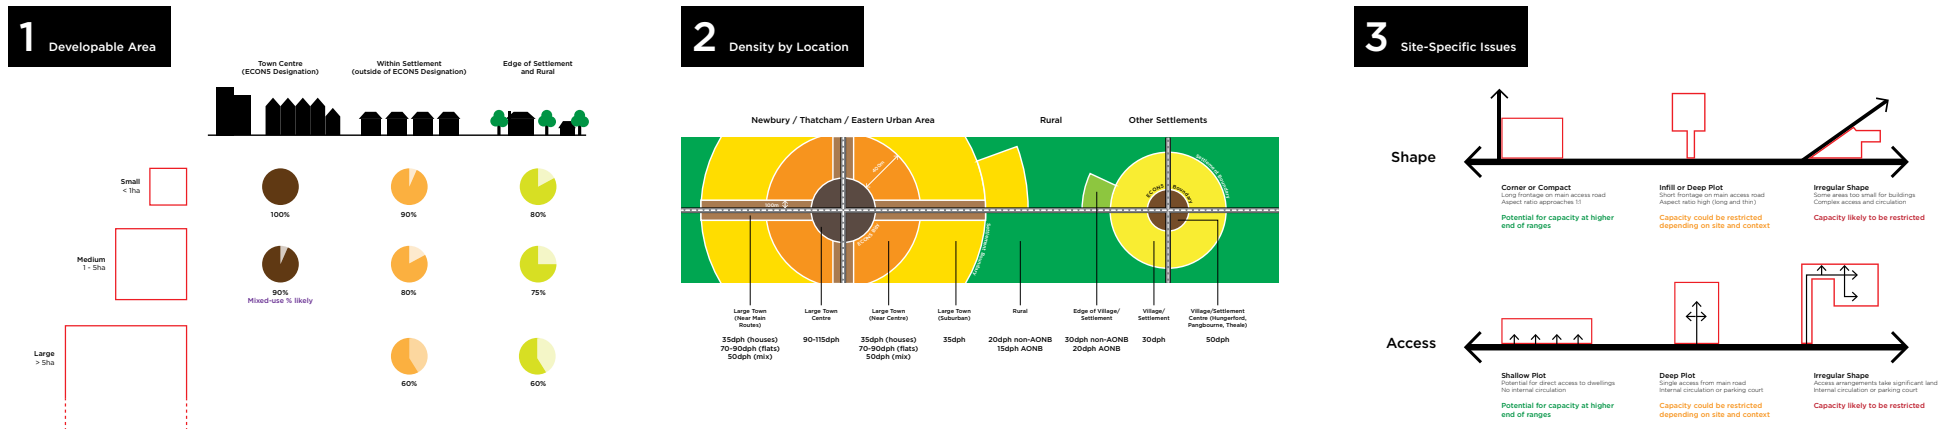 1 Developable Area
Town Centre
(ECON5 Designation)
Within Settlement
(outside of ECON5 Designation)
Edge of Settlement
and Rural
Small
< 1ha
100%
90%
80%
Medium
1 - 5ha
90%
Mixed-use % likely
80%
75%
Large
> 5ha
60%
60%
2 Density by Location
Newbury / Thatcham / Eastern Urban Area
Rural
Other Settlements
400m
100m
ECON5 Bdy
Settlement Boundary
ECON5 Boundary
Settlement Boundary
Large Town
(Near Main
Routes)
35dph (houses)
70-90dph (flats)
50dph (mix)
Large Town
Centre
90-115dph
Large Town
(Near Centre)
35dph (houses)
70-90dph (flats)
50dph (mix)
Large Town
(Suburban)
35dph
Rural
20dph non-AONB
15dph AONB
Edge of Village/
Settlement
30dph non-AONB
20dph AONB
Village/
Settlement
30dph
Village/Settlement
Centre (Hungerford,
Pangbourne, Theale)
50dph
3 Site-Specific Issues
Shape
Corner or Compact
Long frontage on main access road
Aspect ratio approaches 1:1
Potential for capacity at higher
end of ranges
Infill or Deep Plot
Short frontage on main access road
Aspect ratio high (long and thin)
Capacity could be restricted
depending on site and context
Irregular Shape
Some areas too small for buildings
Complex access and circulation
Capacity likely to be restricted
Access
Shallow Plot
Potential for direct access to dwellings
No internal circulation
Potential for capacity at higher
end of ranges
Deep Plot
Single access from main road
Internal circulation or parking court
Capacity could be restricted
depending on site and context
Irregular Shape
Access arrangements take significant land
Internal circulation or parking court
Capacity likely to be restricted